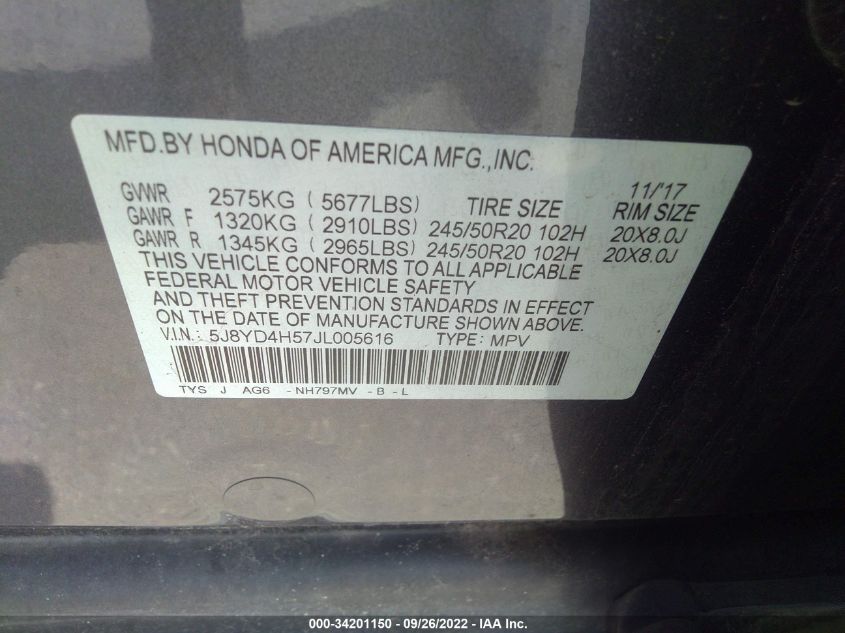 MFD.BY HONDA OF AMERICA MFG.,INC.
11/'17
GVWR 2575KG ( 5677LBS) TIRE SIZE RIM SIZE
GAWR F 1320KG ( 2910LBS) 245/50R20 102H 20X8.0J
GAWR R 1345KG ( 2965LBS) 245/50R20 102H 20X8.0J
THIS VEHICLE CONFORMS TO ALL APPLICABLE
FEDERAL MOTOR VEHICLE SAFETY
AND THEFT PREVENTION STANDARDS IN EFFECT
ON THE DATE OF MANUFACTURE SHOWN ABOVE.
V.I.N.: 5J8YD4H57JL005616 TYPE: MPV
TYS J AG6 -NH797MV -B -L
000-34201150 - 09/26/2022 - IAA Inc.